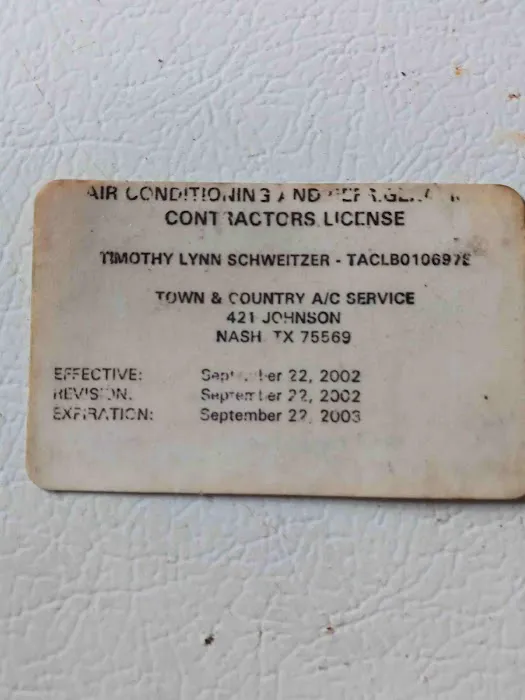 AIR CONDITIONING AND
CONTRACTORS LICENSE
TIMOTHY LYNN SCHWEITZER -
TOWN & COUNTRY A/C SERVICE
421 JOHNSON
NASH TX 75569
EFFECTIVE: September 22, 2002
REVISION: September 22, 2002
EXPIRATION: September 22, 2003